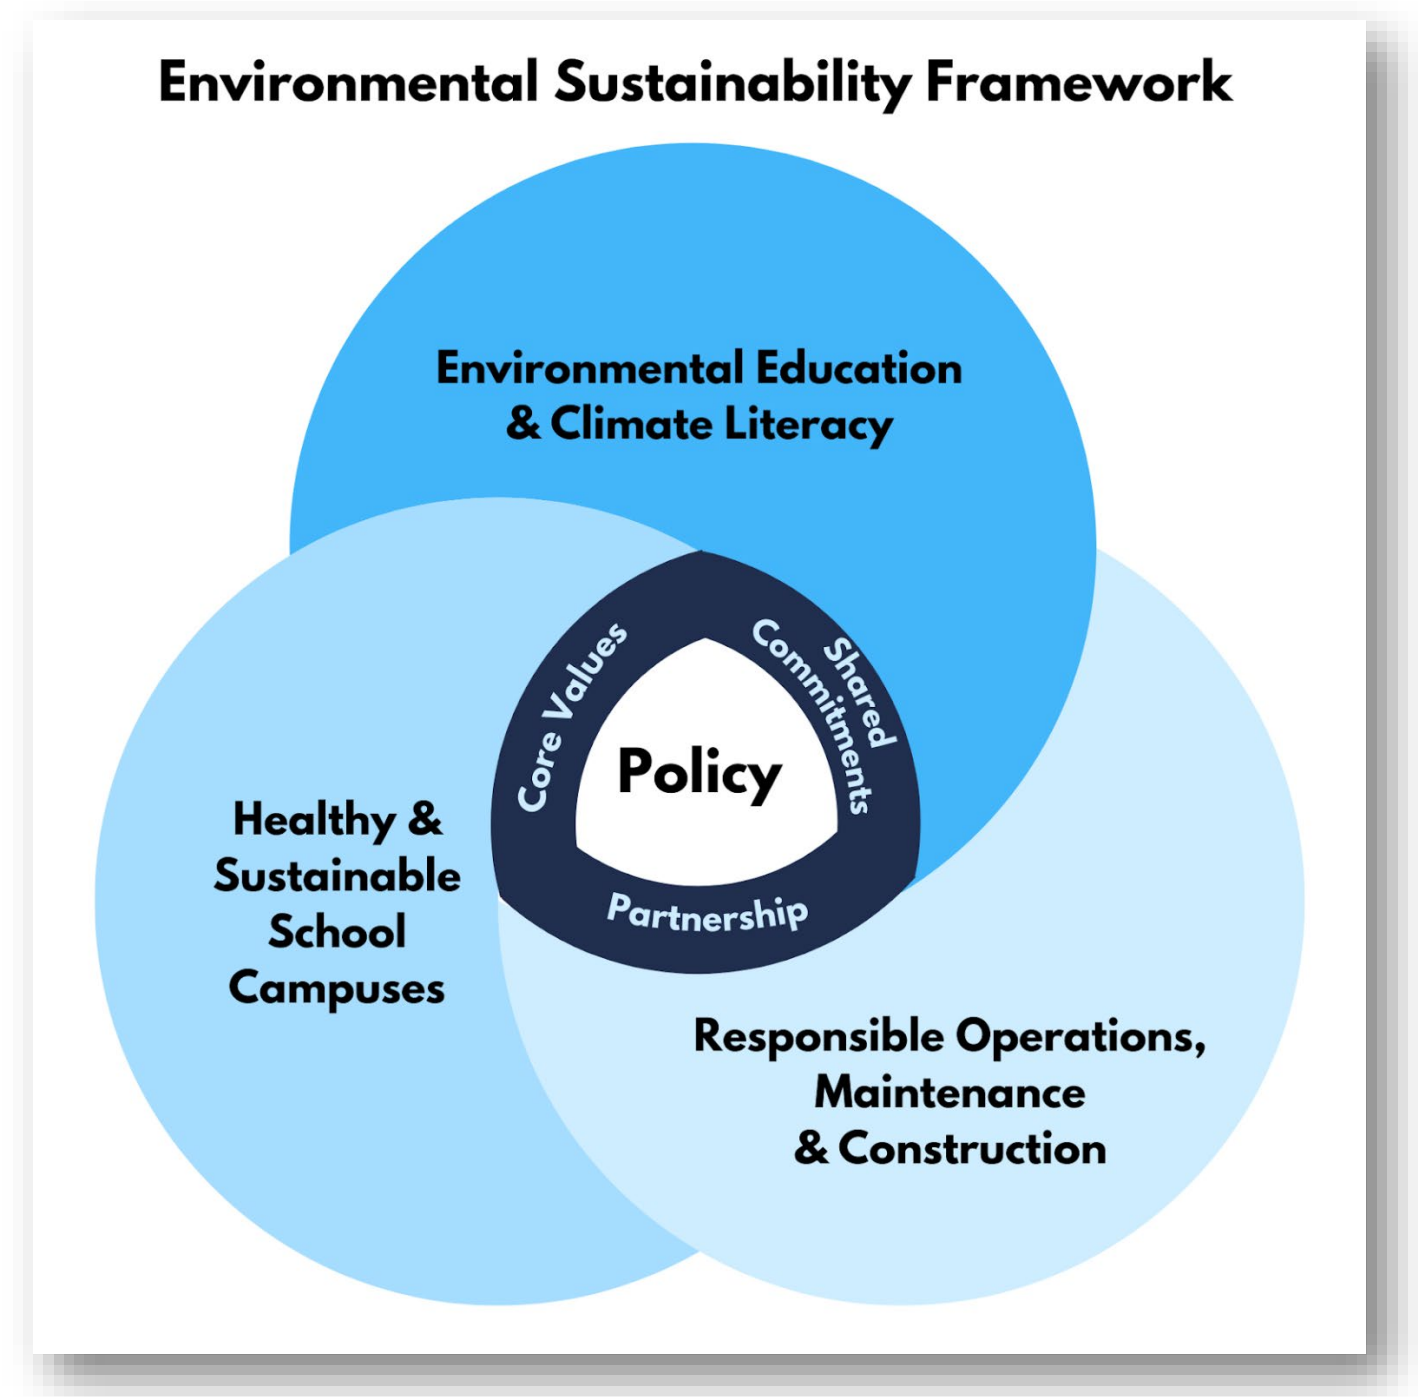 Environmental Sustainability Framework
Environmental Education
& Climate Literacy
Core Values
Shared
Commitments
Policy
Partnership
Healthy &
Sustainable
School
Campuses
Responsible Operations,
Maintenance
& Construction